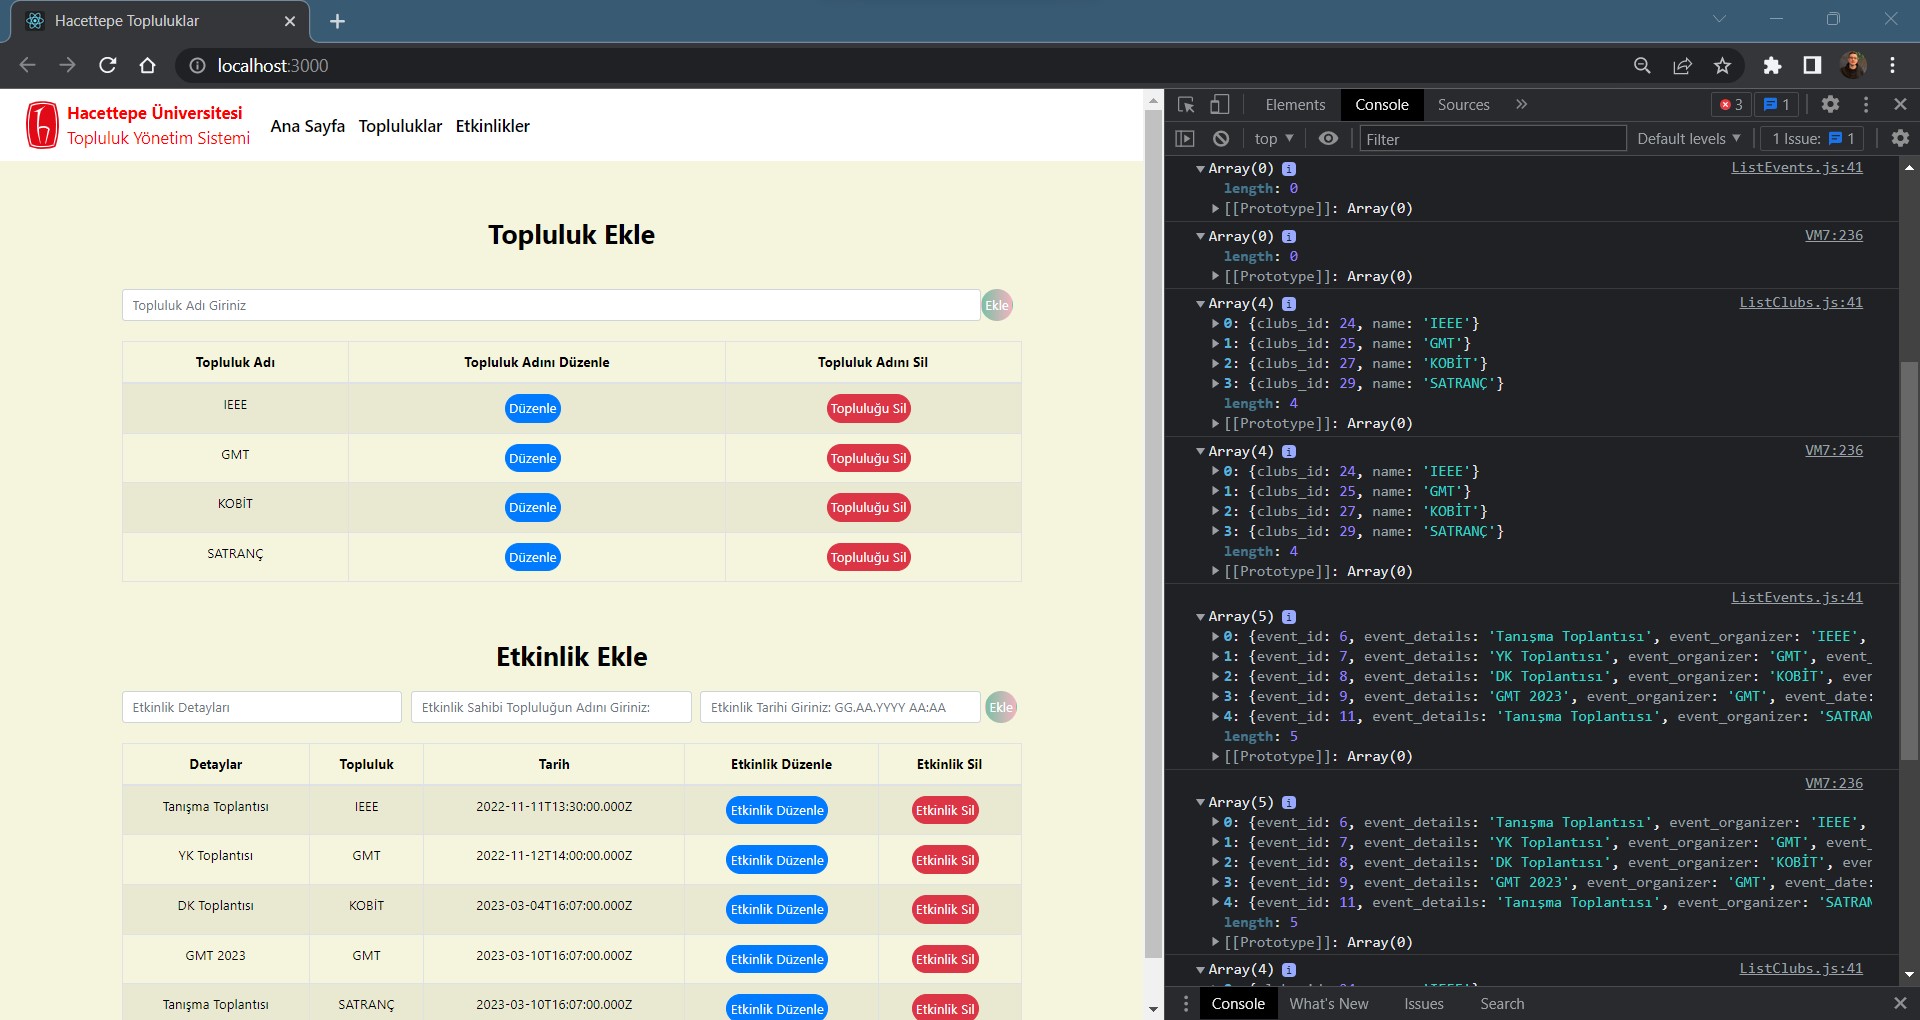 Hacettepe Topluluklar
localhost:3000
Hacettepe Üniversitesi
Topluluk Yönetim Sistemi
Ana Sayfa Topluluklar Etkinlikler
Topluluk Ekle
Topluluk Adı Giriniz Ekle
Topluluk Adı Topluluk Adını Düzenle Topluluk Adını Sil
IEEE Düzenle Topluluğu Sil
GMT Düzenle Topluluğu Sil
KOBİT Düzenle Topluluğu Sil
SATRANÇ Düzenle Topluluğu Sil
Etkinlik Ekle
Etkinlik Detayları Etkinlik Sahibi Topluluğun Adını Giriniz: Etkinlik Tarihi Giriniz: GG.AA.YYYY AA:AA Ekle
Detaylar Topluluk Tarih Etkinlik Düzenle Etkinlik Sil
Tanışma Toplantısı IEEE 2022-11-11T13:30:00.000Z Etkinlik Düzenle Etkinlik Sil
YK Toplantısı GMT 2022-11-12T14:00:00.000Z Etkinlik Düzenle Etkinlik Sil
DK Toplantısı KOBİT 2023-03-04T16:07:00.000Z Etkinlik Düzenle Etkinlik Sil
GMT 2023 GMT 2023-03-10T16:07:00.000Z Etkinlik Düzenle Etkinlik Sil
Tanışma Toplantısı SATRANÇ 2023-03-10T16:07:00.000Z Etkinlik Düzenle Etkinlik Sil
Elements Console Sources 3 1
top Filter Default levels 1 Issue: 1
Array(0) i ListEvents.js:41
length: 0
[[Prototype]]: Array(0)
Array(0) i VM7:236
length: 0
[[Prototype]]: Array(0)
Array(4) i ListClubs.js:41
0: {clubs_id: 24, name: 'IEEE'}
1: {clubs_id: 25, name: 'GMT'}
2: {clubs_id: 27, name: 'KOBİT'}
3: {clubs_id: 29, name: 'SATRANÇ'}
length: 4
[[Prototype]]: Array(0)
Array(4) i VM7:236
0: {clubs_id: 24, name: 'IEEE'}
1: {clubs_id: 25, name: 'GMT'}
2: {clubs_id: 27, name: 'KOBİT'}
3: {clubs_id: 29, name: 'SATRANÇ'}
length: 4
[[Prototype]]: Array(0)
ListEvents.js:41
Array(5) i
0: {event_id: 6, event_details: 'Tanışma Toplantısı', event_organizer: 'IEEE',
1: {event_id: 7, event_details: 'YK Toplantısı', event_organizer: 'GMT', event_
2: {event_id: 8, event_details: 'DK Toplantısı', event_organizer: 'KOBİT', ever
3: {event_id: 9, event_details: 'GMT 2023', event_organizer: 'GMT', event_date:
4: {event_id: 11, event_details: 'Tanışma Toplantısı', event_organizer: 'SATRAN
length: 5
[[Prototype]]: Array(0)
VM7:236
Array(5) i
0: {event_id: 6, event_details: 'Tanışma Toplantısı', event_organizer: 'IEEE',
1: {event_id: 7, event_details: 'YK Toplantısı', event_organizer: 'GMT', event_
2: {event_id: 8, event_details: 'DK Toplantısı', event_organizer: 'KOBİT', ever
3: {event_id: 9, event_details: 'GMT 2023', event_organizer: 'GMT', event_date:
4: {event_id: 11, event_details: 'Tanışma Toplantısı', event_organizer: 'SATRAN
length: 5
[[Prototype]]: Array(0)
Array(4) i ListClubs.js:41
Console What's New Issues Search